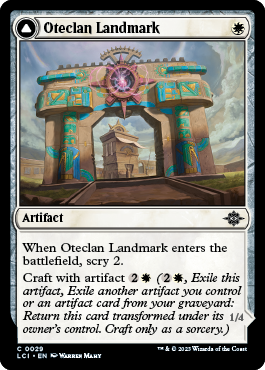 Oteclan Landmark
Artifact
When Oteclan Landmark enters the
battlefield, scry 2.
Craft with artifact 2 (2, Exile this
artifact, Exile another artifact you control
or an artifact card from your graveyard:
Return this card transformed under its
owner's control. Craft only as a sorcery.)
1/4
C 0029
LCI • EN Warren Mahy
™ & © 2023 Wizards of the Coast